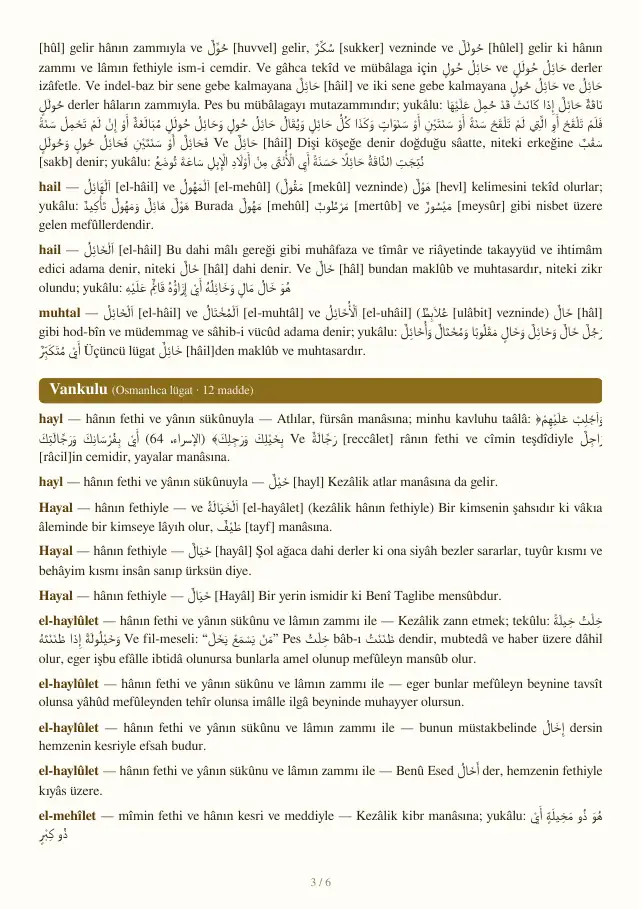 [hûl] gelir hânın zammıyla ve حُوَّلٌ [huvvel] gelir, سُكَّرٌ [sukker] vezninde ve حُولَلٌ [hûlel] gelir ki hânın
zammı ve lâmın fethiyle ism-i cemdir. Ve gâhca tekîd ve mübâlaga için حَائِلُ حُولٍ ve حَائِلُ حُولَلٍ derler
izâfetle. Ve indel-baz bir sene gebe kalmayana حَائِلٌ [hâil] ve iki sene gebe kalmayana حَائِلُ حُولٍ ve حَائِلُ
حُولَلٍ derler hâların zammıyla. Pes bu mübâlagayı mutazammındır; yukâlu: نَاقَةٌ حَائِلٌ إِذَا كَانَتْ قَدْ حُمِلَ عَلَيْهَا
فَلَمْ تَلْقَحْ أَوِ الَّتِي لَمْ تَلْقَحْ سَنَةً أَوْ سَنَتَيْنِ أَوْ سَنَوَاتٍ وَكَذَا كُلُّ حَائِلٍ وَيُقَالُ حَائِلُ حُولٍ وَحَائِلُ حُولَلٍ مُبَالَغَةٌ أَوْ إِنْ لَمْ تَحْمِلْ سَنَةً
فَحَائِلٌ أَوْ سَنَتَيْنِ فَحَائِلُ حُولٍ وَحُولَلٍ Ve حَائِلٌ [hâil] Dişi köşeğe denir doğduğu sâatte, niteki erkeğine سَقْبٌ
[sakb] denir; yukâlu: نُتِجَتِ النَّاقَةُ حَائِلًا حَسَنَةً أَيِ الْأُنْثَى مِنْ أَوْلَادِ الْإِبِلِ سَاعَةَ تُوضَعُ
hail — اَلْهَائِلُ [el-hâil] ve اَلْمَهُولُ [el-mehûl] (مَقُولٌ [mekûl] vezninde) هَوْلٌ [hevl] kelimesini tekîd olurlar;
yukâlu: هَوْلٌ هَائِلٌ وَمَهُولٌ تَأْكِيدٌ Burada مَهُولٌ [mehûl] مَرْطُوبٌ [mertûb] ve مَيْسُورٌ [meysûr] gibi nisbet üzere
gelen mefullerdendir.
hail — اَلْخَائِلُ [el-hâil] Bu dahi mâlı gereği gibi muhâfaza ve tîmâr ve riâyetinde takayyüd ve ihtimâm
edici adama denir, niteki خَالٌ [hâl] dahi denir. Ve خَالٌ [hâl] bundan maklûb ve muhtasardır, niteki zikr
olundu; yukâlu: هُوَ خَالُ مَالٍ وَخَائِلُهُ أَيْ إِزَاؤُهُ قَائِمٌ عَلَيْهِ
muhtal — اَلْخَائِلُ [el-hâil] ve اَلْمُخْتَالُ [el-muhtal] ve اَلْأُخَائِلُ [el-uhâil] (عُلَابِطٌ [ulâbit] vezninde) خَالٌ [hâl]
gibi hod-bîn ve müdemmag ve sâhib-i vücûd adama denir; yukâlu: رَجُلٌ خَالٌ وَخَائِلٌ وَخَالٍ مَقْلُوبًا وَمُخْتَالٌ وَأُخَائِلٌ
أَيْ مُتَكَبِّرٌ Üçüncü lügat خَائِلٌ [hâil]den maklûb ve muhtasardır.
Vankulu (Osmanlıca lügat · 12 madde)
hayl — hânın fethi ve yânın sükûnuyla — Atlılar, fürsân manâsına; minhu kavluhu taâlâ: ﴿وَأَجْلِبْ عَلَيْهِمْ
بِخَيْلِكَ وَرَجِلِكَ﴾ (الإسراء، 64) أَيْ بِفُرْسَانِكَ وَرَجَّالَتِكَ Ve رَجَّالَةٌ [reccâlet] rânın fethi ve cîmin teşdîdiyle رَاجِلٌ
[râcil]in cemidir, yayalar manâsına.
hayl — hânın fethi ve yânın sükûnuyla — خَيْلٌ [hayl] Kezâlik atlar manâsına da gelir.
Hayal — hânın fethiyle — ve اَلْخَيَالَةُ [el-hayâlet] (kezâlik hânın fethiyle) Bir kimsenin şahsıdır ki vâkıa
âleminde bir kimseye lâyıh olur, طَيْفٌ [tayf] manâsına.
Hayal — hânın fethiyle — خَيَالٌ [hayâl] Şol ağaca dahi derler ki ona siyâh bezler sararlar, tuyûr kısmı ve
behâyim kısmı insân sanıp ürksün diye.
Hayal — hânın fethiyle — خَيَالٌ [Hayâl] Bir yerin ismidir ki Benî Taglibe mensûbdur.
el-haylûlet — hânın fethi ve yânın sükûnu ve lâmın zammı ile — Kezâlik zann etmek; tekûlu: خِلْتُ خَيْلَةً
وَخَيْلُولَةً إِذَا ظَنَنْتَهُ Ve fil-meseli: “مَنْ يَسْمَعْ يَخَلْ” Pes خِلْتُ bâb-ı ظَنَنْتُ dendir, mubtedâ ve haber üzere dâhil
olur, eger işbu efâlle ibtidâ olunursa bunlarla amel olunup mefûleyn mansûb olur.
el-haylûlet — hânın fethi ve yânın sükûnu ve lâmın zammı ile — eger bunlar mefûleyn beynine tavsît
olunsa yâhûd mefûleynden tehîr olunsa imâlle ilgâ beyninde muhayyer olursun.
el-haylûlet — hânın fethi ve yânın sükûnu ve lâmın zammı ile — bunun müstakbelinde إِخَالُ dersin
hemzenin kesriyle efsah budur.
el-haylûlet — hânın fethi ve yânın sükûnu ve lâmın zammı ile — Benû Esed أَخَالُ der, hemzenin fethiyle
kıyâs üzere.
el-mehîlet — mîmin fethi ve hânın kesri ve meddiyle — Kezâlik kibr manâsına; yukâlu: هُوَ ذُو مَخِيلَةٍ أَيْ
ذُو كِبْرٍ
3 / 6